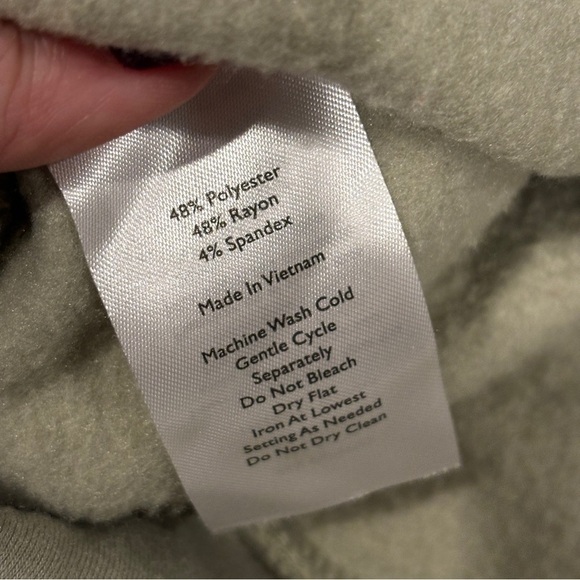 48% Polyester
48% Rayon
4% Spandex
Made In Vietnam
Machine Wash Cold
Gentle Cycle
Separately
Do Not Bleach
Dry Flat
Iron At Lowest
Setting As Needed
Do Not Dry Clean